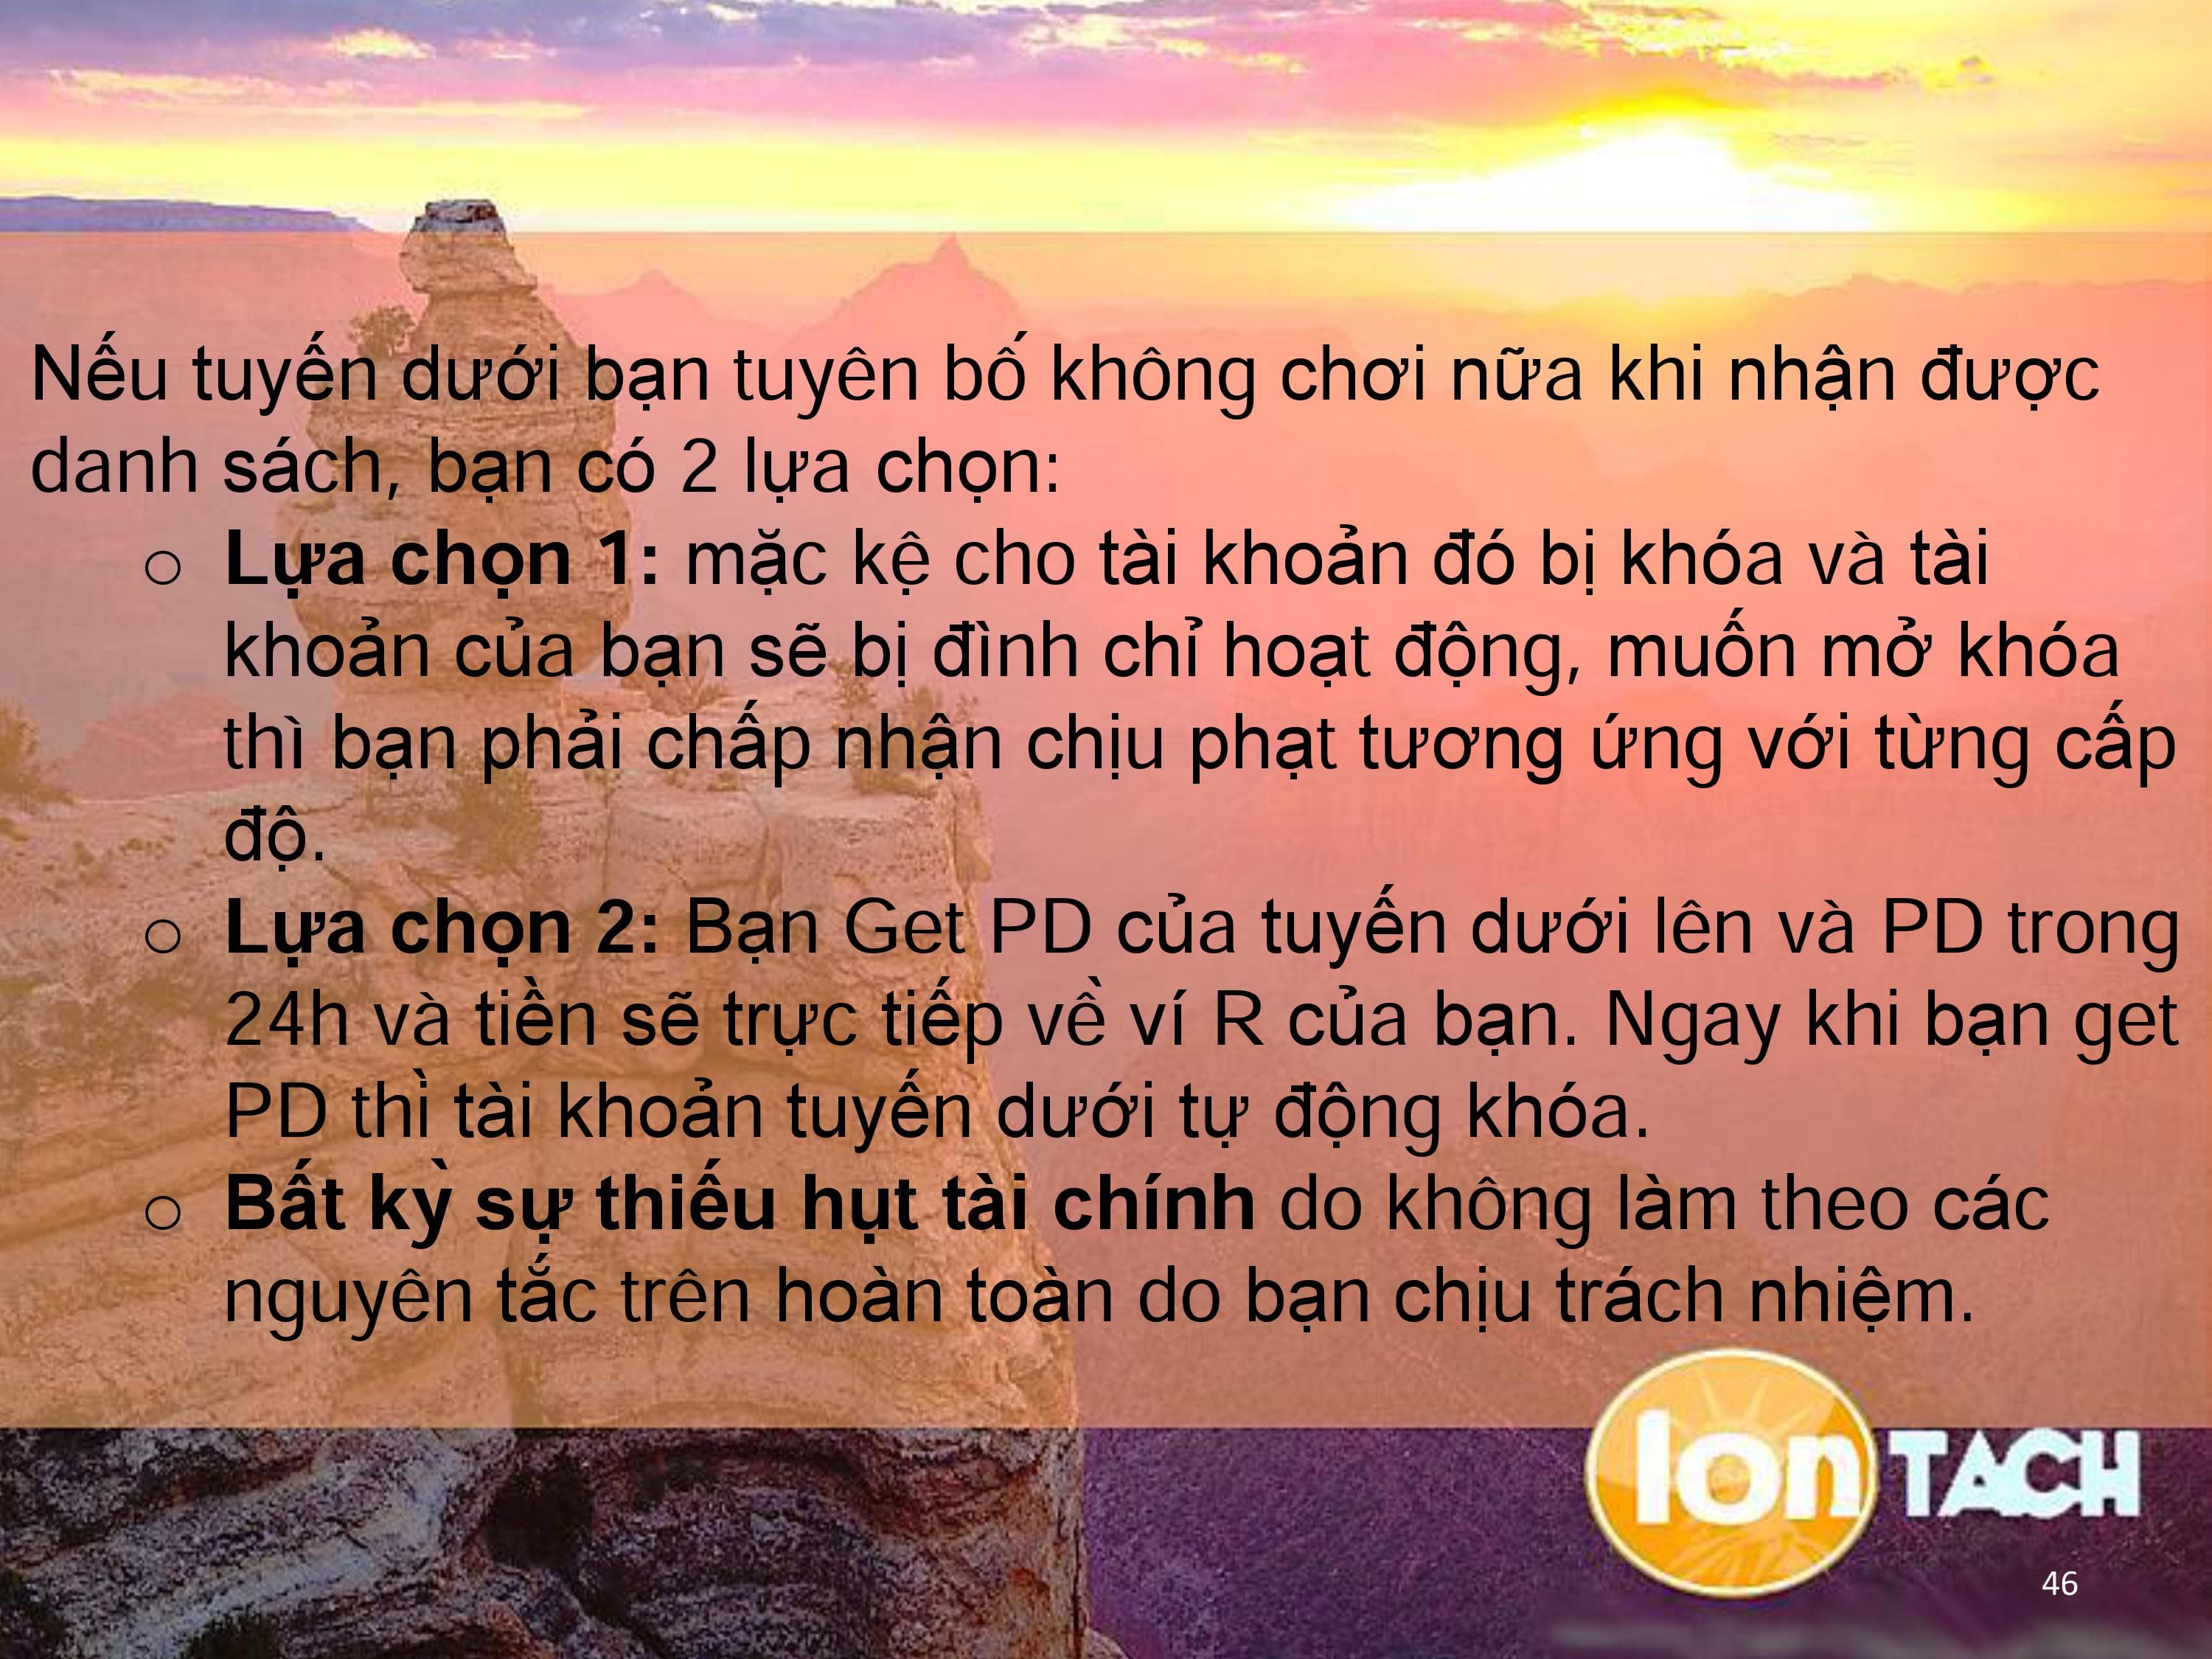 Nếu tuyến dưới bạn tuyên bố không chơi nữa khi nhận được
danh sách, bạn có 2 lựa chọn:
o Lựa chọn 1: mặc kệ cho tài khoản đó bị khóa và tài
khoản của bạn sẽ bị đình chỉ hoạt động, muốn mở khóa
thì bạn phải chấp nhận chịu phạt tương ứng với từng cấp
độ.
o Lựa chọn 2: Bạn Get PD của tuyến dưới lên và PD trong
24h và tiền sẽ trực tiếp về ví R của bạn. Ngay khi bạn get
PD thì tài khoản tuyến dưới tự động khóa.
o Bất kỳ sự thiếu hụt tài chính do không làm theo các
nguyên tắc trên hoàn toàn do bạn chịu trách nhiệm.
Ion TACH
46